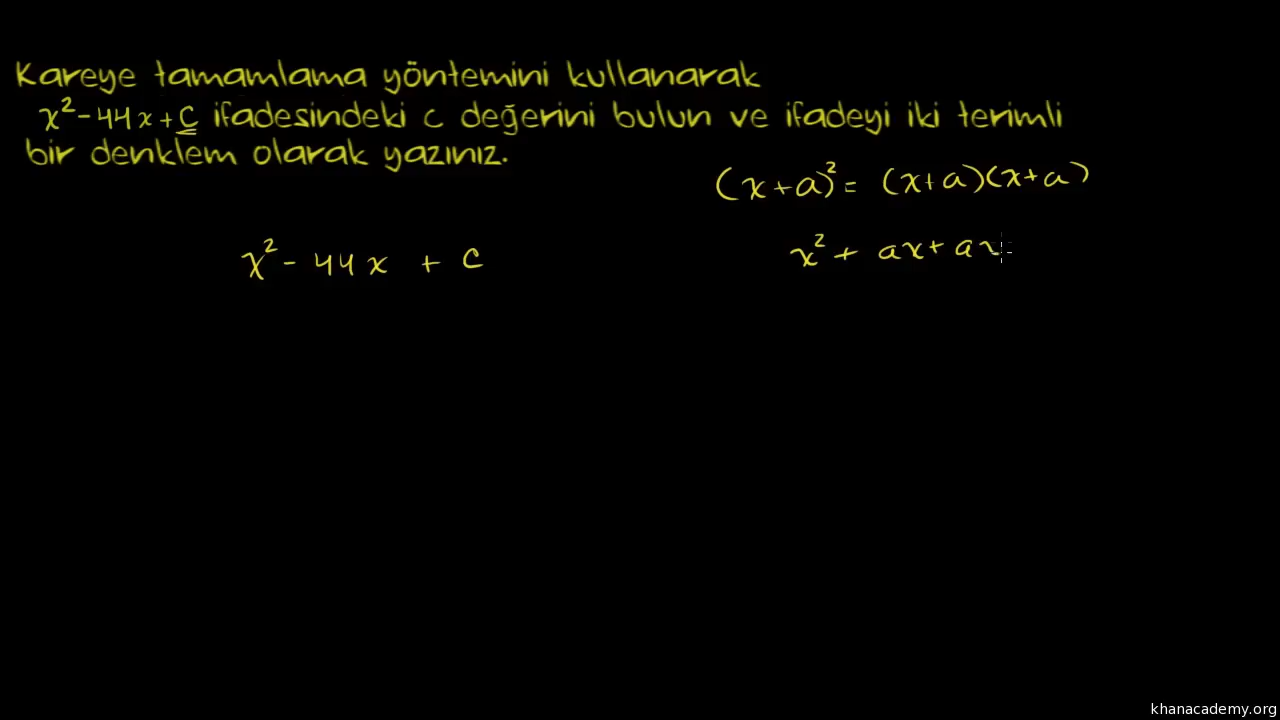 Kareye tamamlama yöntemini kullanarak
x² - 44x + c ifadesindeki c değerini bulun ve ifadeyi iki terimli
bir denklem olarak yazınız.
(x+a)² = (x+a)(x+a)
x² - 44x + c
x² + ax + ax
khanacademy.org